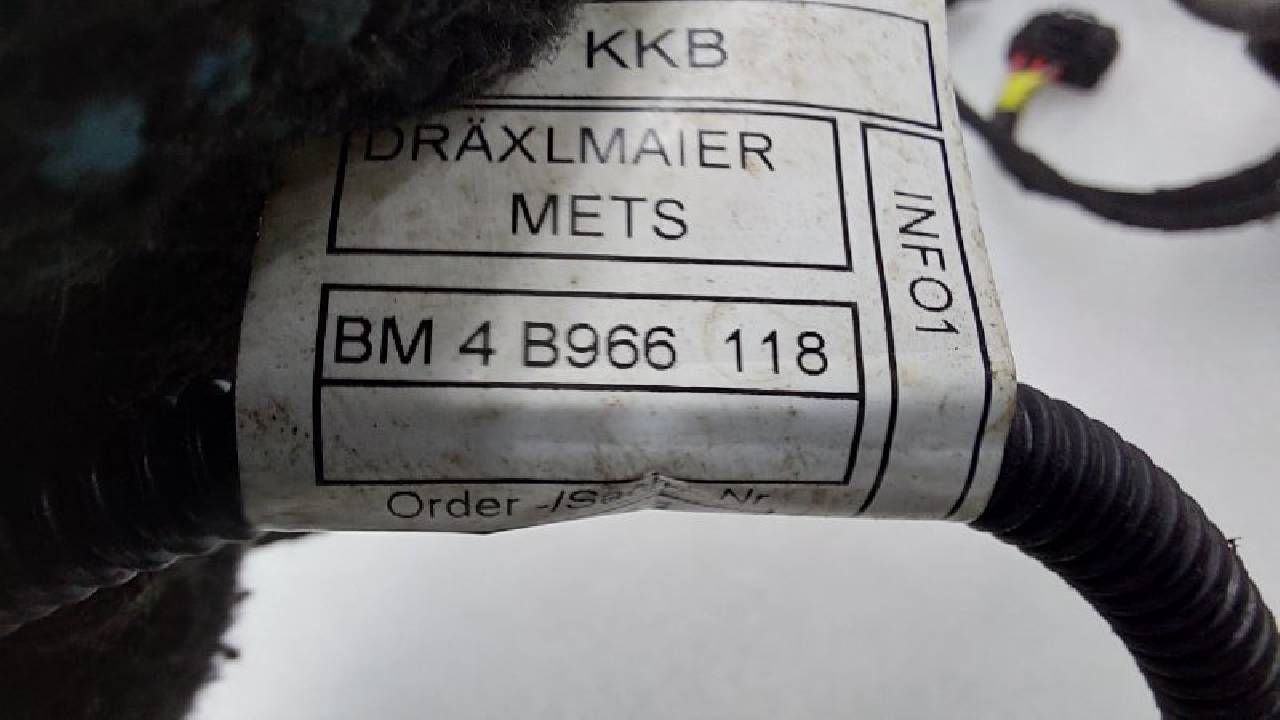 KKB
DRÄXLMAIER
METS
INFO1
BM 4 B966 118
Order